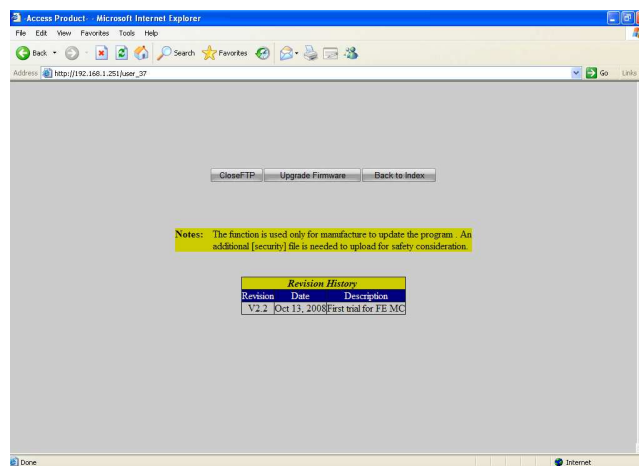 -Access Product- - Microsoft Internet Explorer
File Edit View Favorites Tools Help
Back Search Favorites
Address http://192.168.1.251/user_37 Go Links
CloseFTP Upgrade Firmware Back to Index
Notes: The function is used only for manufacture to update the program . An
additional [security] file is needed to upload for safety consideration.
Revision History
Revision Date Description
V2.2 Oct 13, 2008 First trial for FE MC
Done Internet